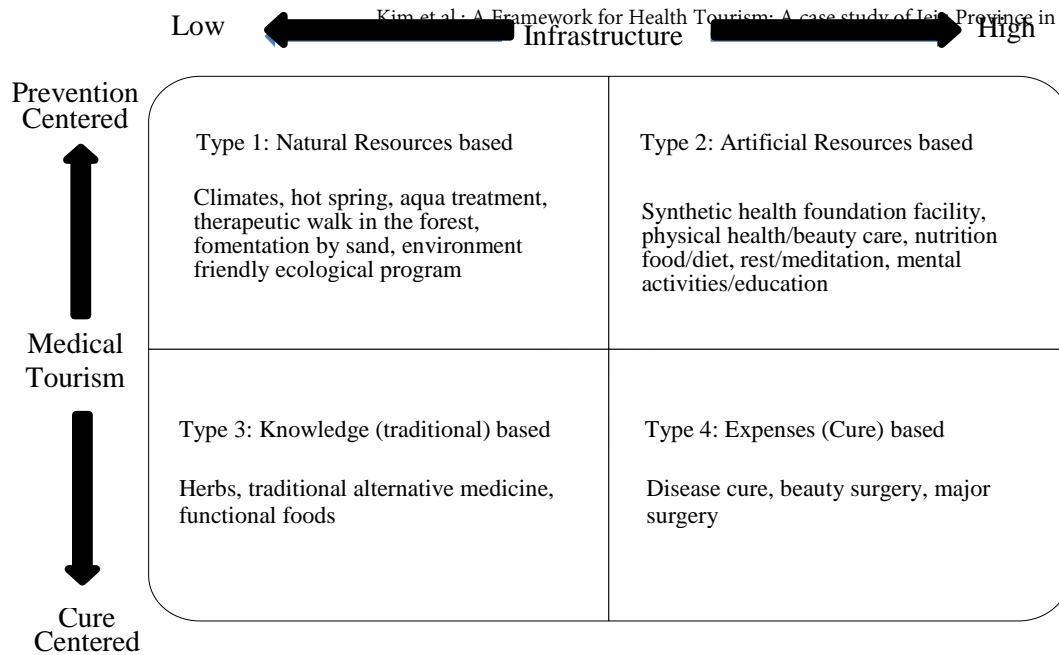 Kim et al.: A Framework for Health Tourism: A case study of Jeju Province in
Low
Infrastructure
High
Prevention
Centered
Type 1: Natural Resources based
Climates, hot spring, aqua treatment,
therapeutic walk in the forest,
fomentation by sand, environment
friendly ecological program
Type 2: Artificial Resources based
Synthetic health foundation facility,
physical health/beauty care, nutrition
food/diet, rest/meditation, mental
activities/education
Medical
Tourism
Type 3: Knowledge (traditional) based
Herbs, traditional alternative medicine,
functional foods
Type 4: Expenses (Cure) based
Disease cure, beauty surgery, major
surgery
Cure
Centered